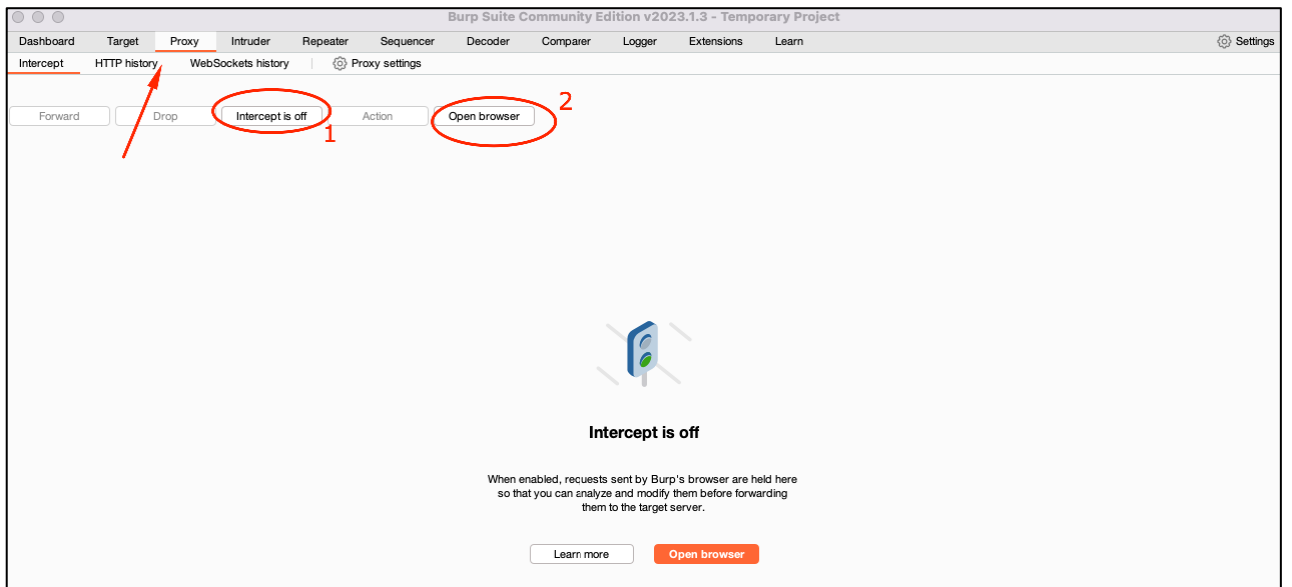 Burp Suite Community Edition v2023.1.3 - Temporary Project
Dashboard Target Proxy Intruder Repeater Sequencer Decoder Comparer Logger Extensions Learn Settings
Intercept HTTP history WebSockets history Proxy settings
Forward Drop Intercept is off Action Open browser
1
2
Intercept is off
When enabled, requests sent by Burp's browser are held here
so that you can analyze and modify them before forwarding
them to the target server.
Learn more Open browser